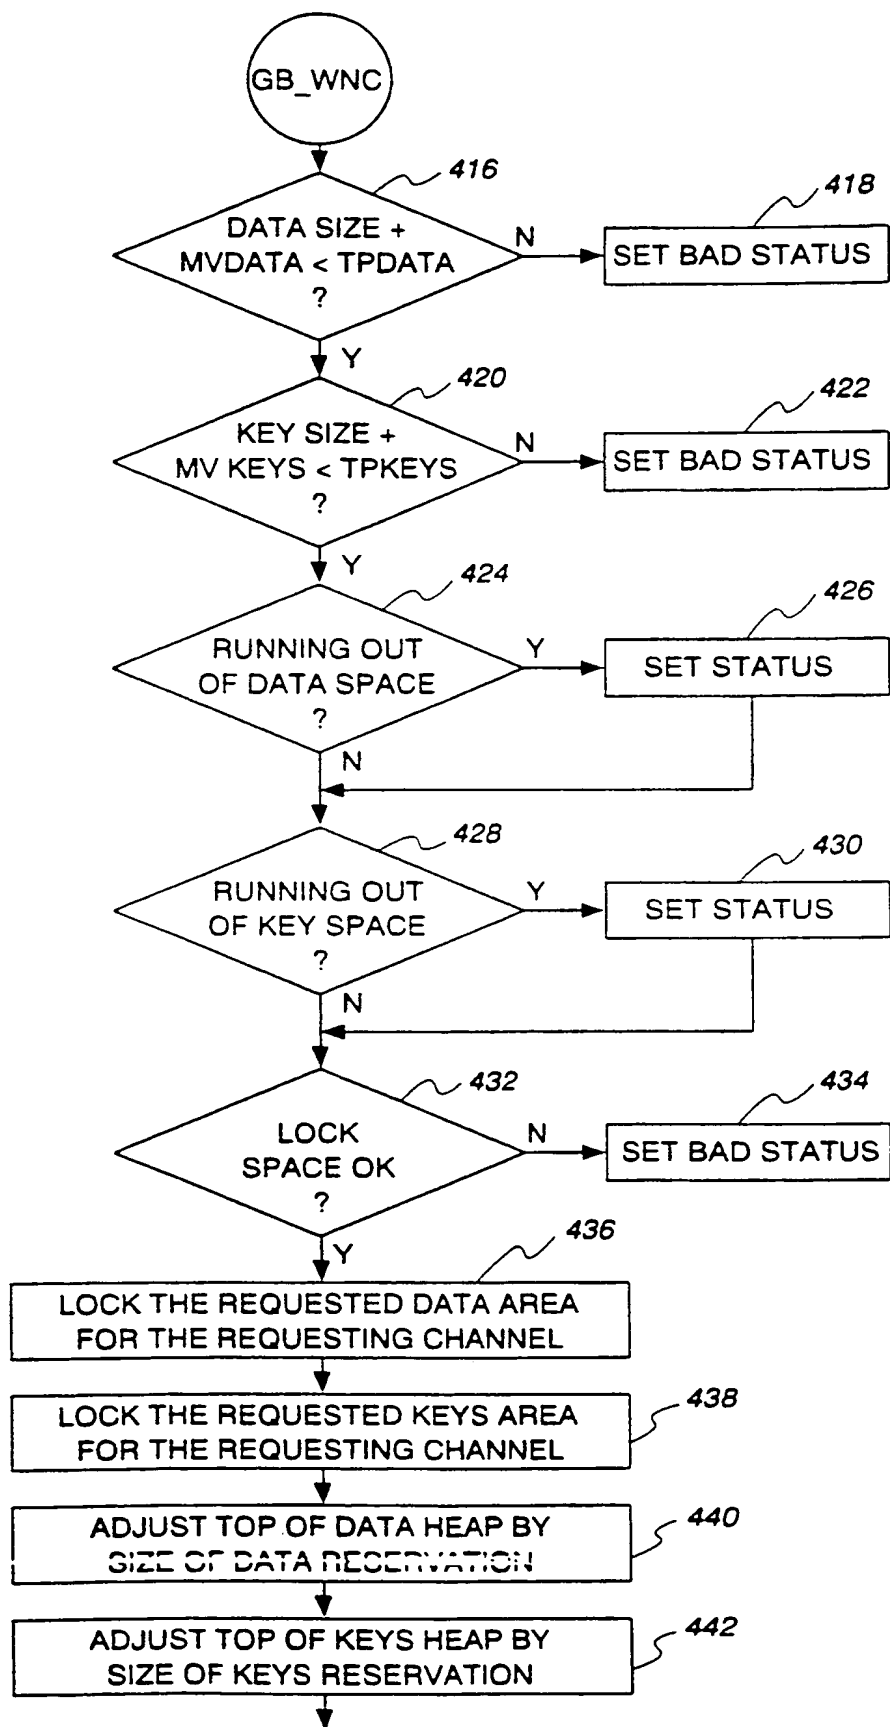 GB_WNC
416
DATA SIZE +
MVDATA < TPDATA
?
N
418
SET BAD STATUS
Y
420
KEY SIZE +
MV KEYS < TPKEYS
?
N
422
SET BAD STATUS
Y
424
RUNNING OUT
OF DATA SPACE
?
Y
426
SET STATUS
N
428
RUNNING OUT
OF KEY SPACE
?
Y
430
SET STATUS
N
432
LOCK
SPACE OK
?
N
434
SET BAD STATUS
Y
436
LOCK THE REQUESTED DATA AREA
FOR THE REQUESTING CHANNEL
438
LOCK THE REQUESTED KEYS AREA
FOR THE REQUESTING CHANNEL
440
ADJUST TOP OF DATA HEAP BY
SIZE OF DATA RESERVATION
442
ADJUST TOP OF KEYS HEAP BY
SIZE OF KEYS RESERVATION